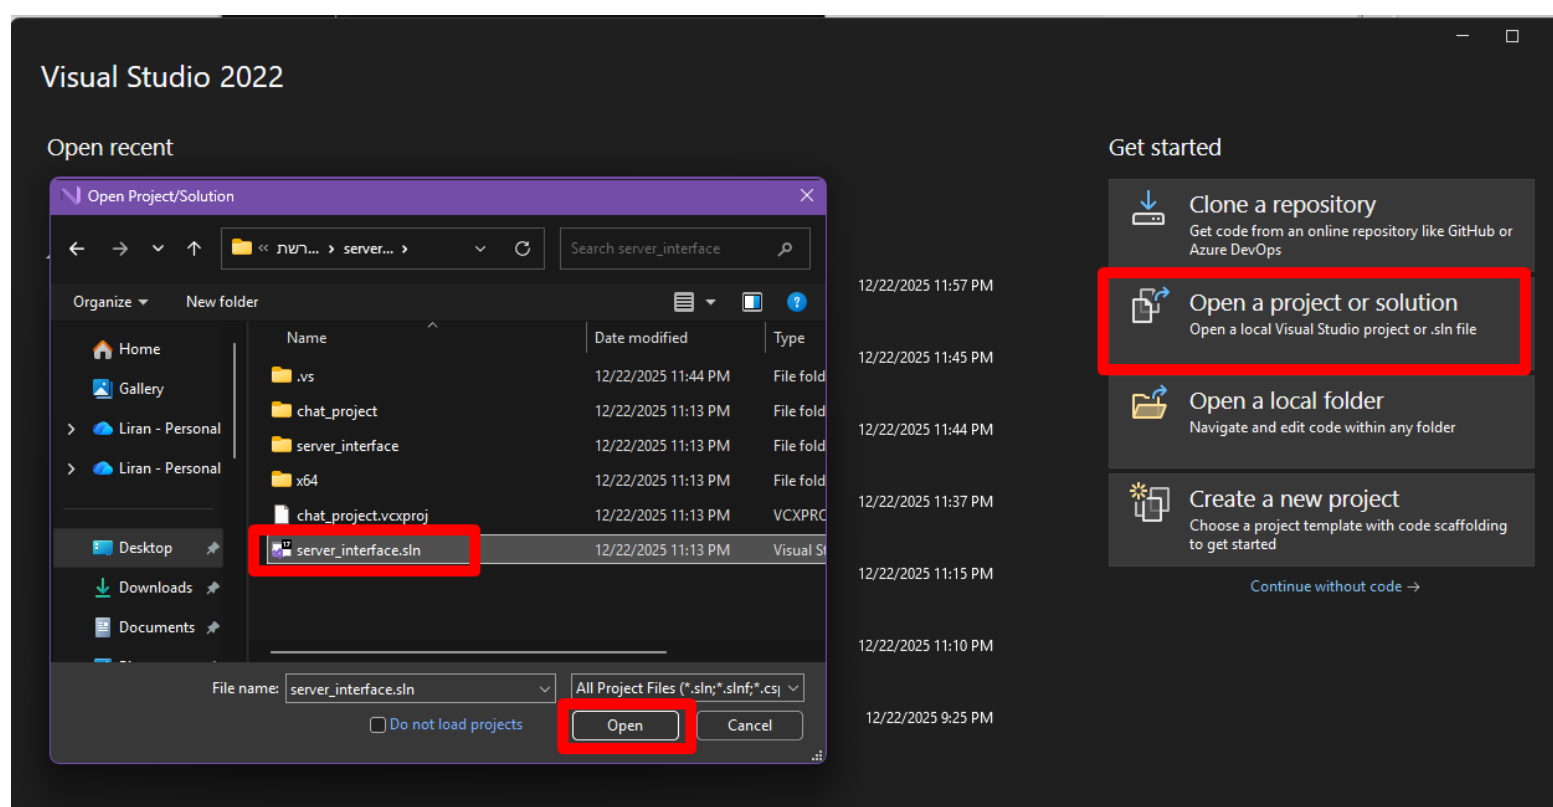 Visual Studio 2022
Open recent
Open Project/Solution
« רשת... › server... ›
Search server_interface
Organize
New folder
Home
Gallery
Liran - Personal
Liran - Personal
Desktop
Downloads
Documents
Name Date modified Type
.vs 12/22/2025 11:44 PM File fold
chat_project 12/22/2025 11:13 PM File fold
server_interface 12/22/2025 11:13 PM File fold
x64 12/22/2025 11:13 PM File fold
chat_project.vcxproj 12/22/2025 11:13 PM VCXPRO
server_interface.sln 12/22/2025 11:13 PM Visual St
File name: server_interface.sln
All Project Files (*.sln;*.slnf;*.csp
Do not load projects
Open
Cancel
12/22/2025 11:57 PM
12/22/2025 11:45 PM
12/22/2025 11:44 PM
12/22/2025 11:37 PM
12/22/2025 11:15 PM
12/22/2025 11:10 PM
12/22/2025 9:25 PM
Get started
Clone a repository
Get code from an online repository like GitHub or
Azure DevOps
Open a project or solution
Open a local Visual Studio project or .sln file
Open a local folder
Navigate and edit code within any folder
Create a new project
Choose a project template with code scaffolding
to get started
Continue without code →